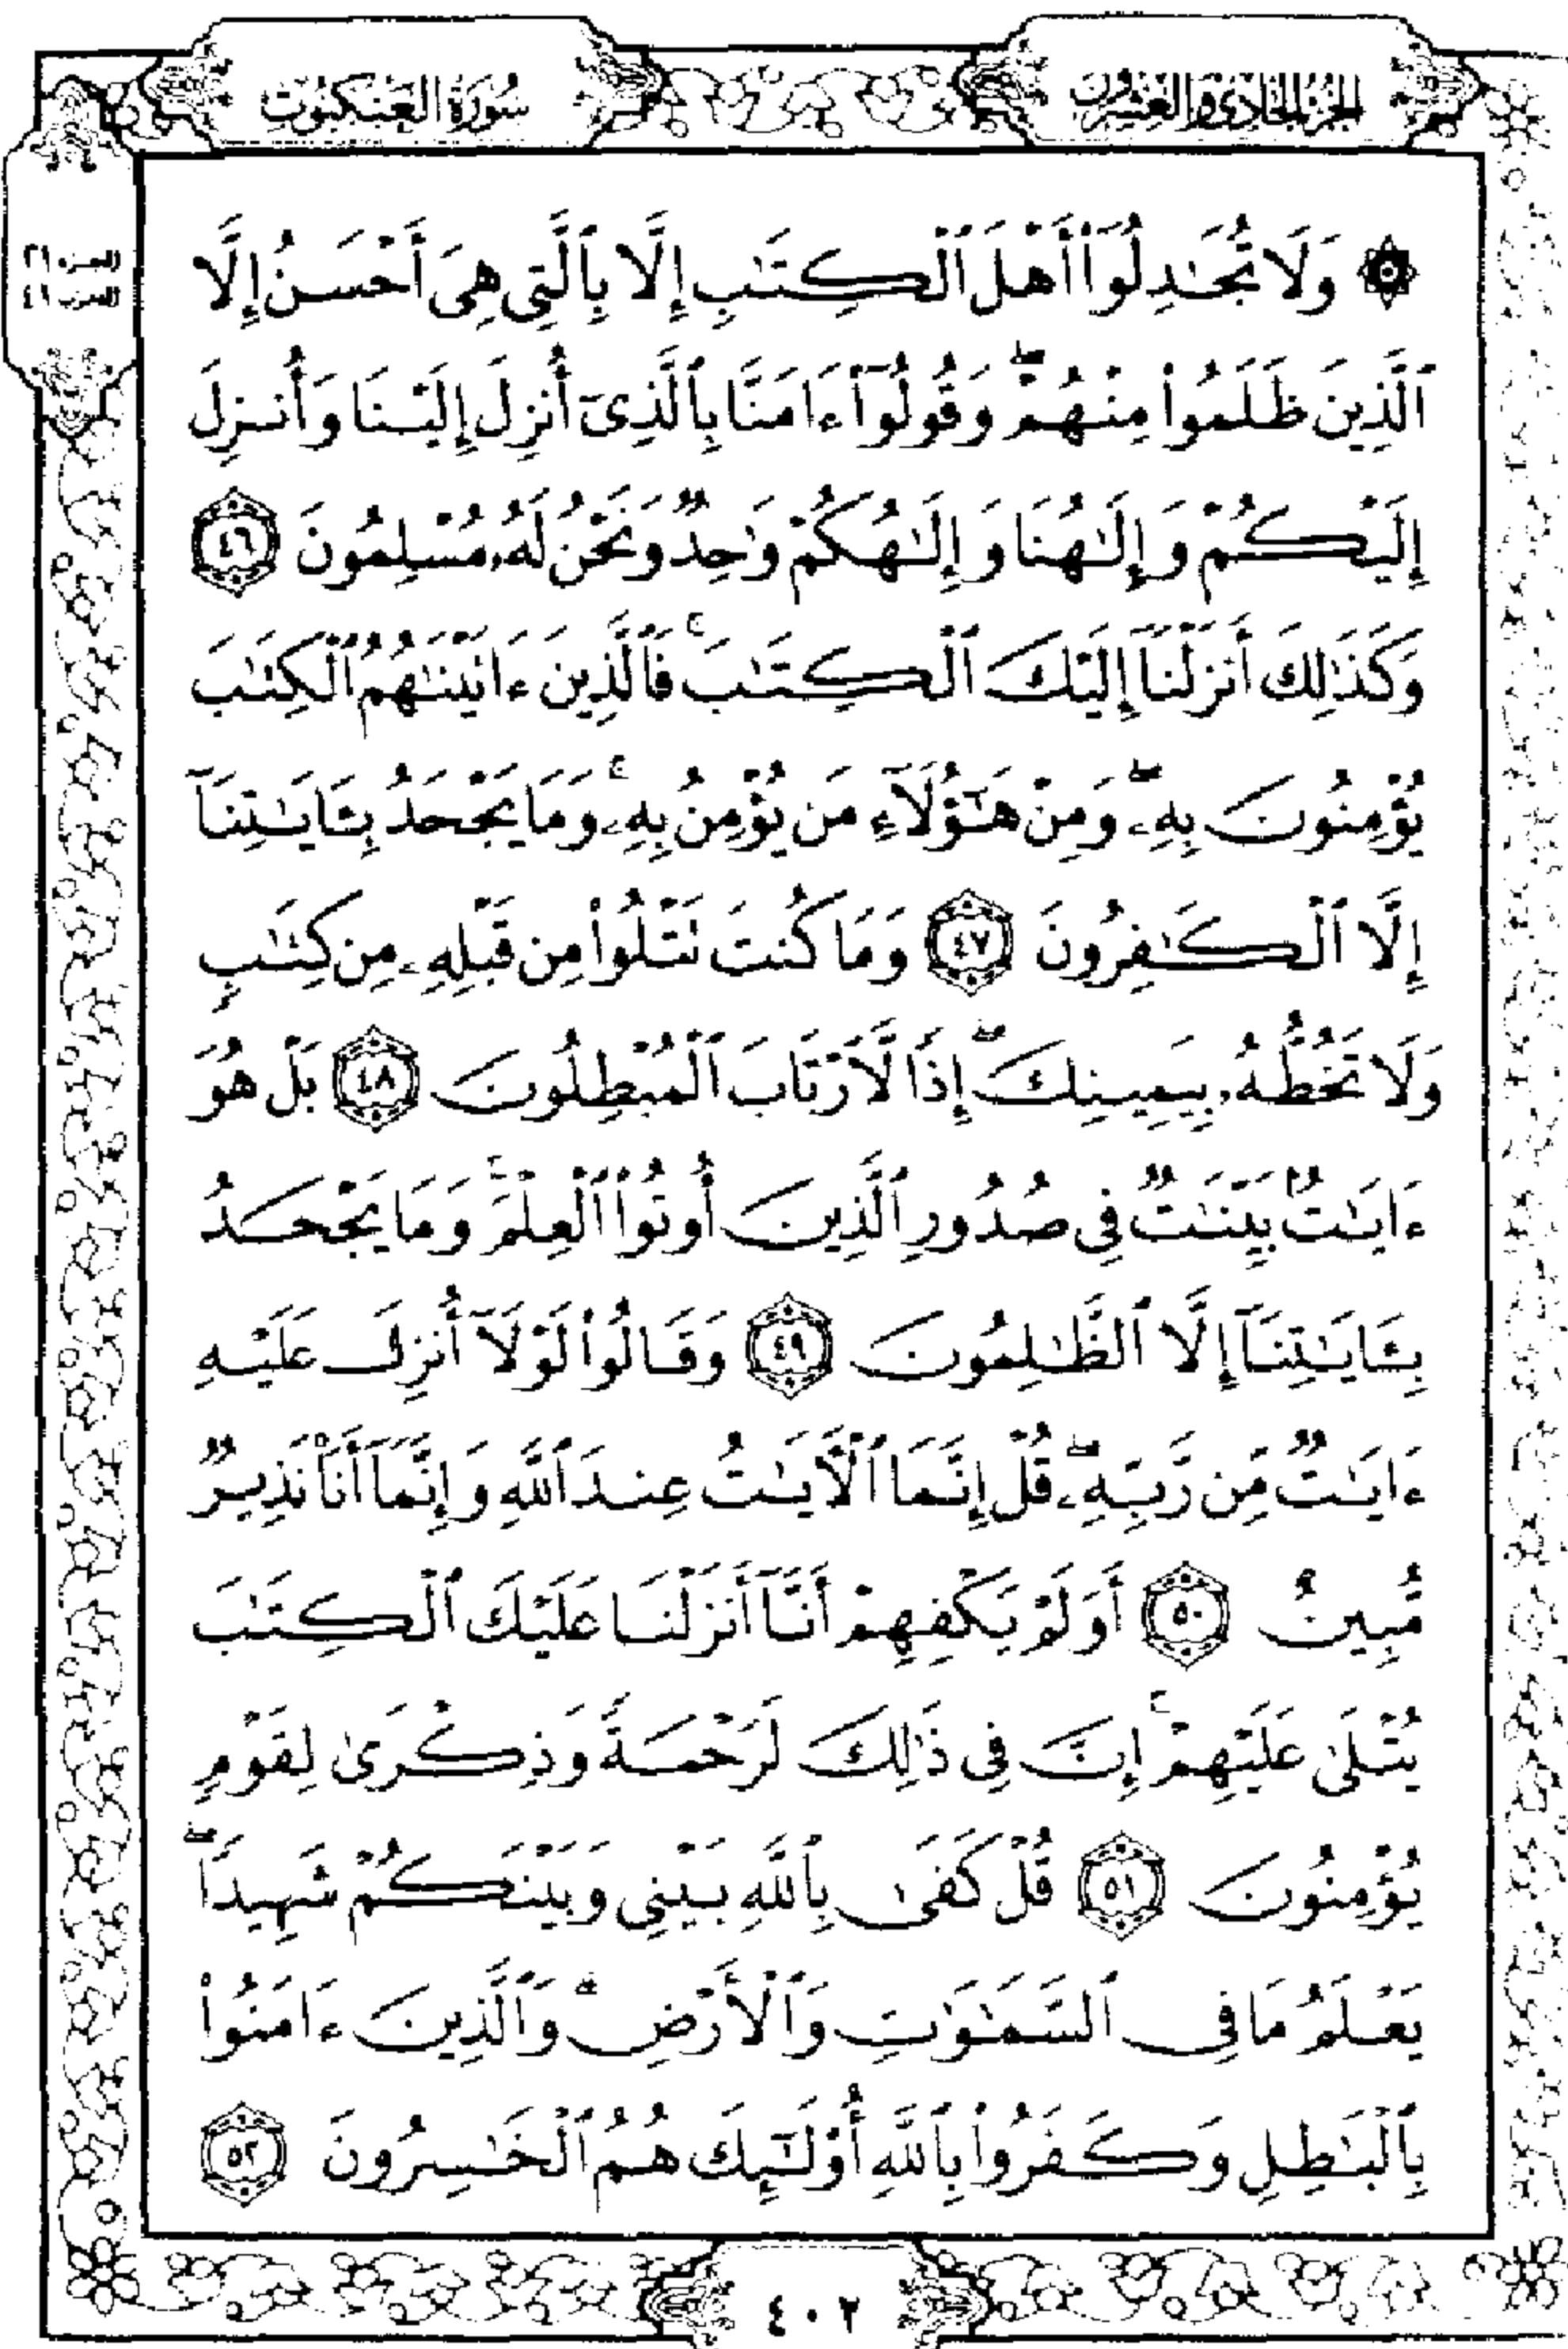 الجزء الحادي والعشرون
سورة العنكبوت
۞ وَلَا تُجَٰدِلُوٓا۟ أَهْلَ ٱلْكِتَٰبِ إِلَّا بِٱلَّتِى هِىَ أَحْسَنُ إِلَّا
ٱلَّذِينَ ظَلَمُوا۟ مِنْهُمْ ۖ وَقُولُوٓا۟ ءَامَنَّا بِٱلَّذِىٓ أُنزِلَ إِلَيْنَا وَأُنزِلَ
إِلَيْكُمْ وَإِلَٰهُنَا وَإِلَٰهُكُمْ وَٰحِدٌ وَنَحْنُ لَهُۥ مُسْلِمُونَ ٤٦
وَكَذَٰلِكَ أَنزَلْنَآ إِلَيْكَ ٱلْكِتَٰبَ ۚ فَٱلَّذِينَ ءَاتَيْنَٰهُمُ ٱلْكِتَٰبَ
يُؤْمِنُونَ بِهِۦ ۖ وَمِنْ هَٰٓؤُلَآءِ مَن يُؤْمِنُ بِهِۦ ۚ وَمَا يَجْحَدُ بِـَٔايَٰتِنَآ
إِلَّا ٱلْكَٰفِرُونَ ٤٧ وَمَا كُنتَ تَتْلُوا۟ مِن قَبْلِهِۦ مِن كِتَٰبٍ
وَلَا تَخُطُّهُۥ بِيَمِينِكَ ۖ إِذًا لَّٱرْتَابَ ٱلْمُبْطِلُونَ ٤٨ بَلْ هُوَ
ءَايَٰتٌۢ بَيِّنَٰتٌ فِى صُدُورِ ٱلَّذِينَ أُوتُوا۟ ٱلْعِلْمَ ۚ وَمَا يَجْحَدُ
بِـَٔايَٰتِنَآ إِلَّا ٱلظَّٰلِمُونَ ٤٩ وَقَالُوا۟ لَوْلَآ أُنزِلَ عَلَيْهِ
ءَايَٰتٌ مِّن رَّبِّهِۦ ۖ قُلْ إِنَّمَا ٱلْـَٔايَٰتُ عِندَ ٱللَّهِ وَإِنَّمَآ أَنَا۠ نَذِيرٌ
مُّبِينٌ ٥٠ أَوَلَمْ يَكْفِهِمْ أَنَّآ أَنزَلْنَا عَلَيْكَ ٱلْكِتَٰبَ
يُتْلَىٰ عَلَيْهِمْ ۚ إِنَّ فِى ذَٰلِكَ لَرَحْمَةً وَذِكْرَىٰ لِقَوْمٍ
يُؤْمِنُونَ ٥١ قُلْ كَفَىٰ بِٱللَّهِ بَيْنِى وَبَيْنَكُمْ شَهِيدًا ۖ
يَعْلَمُ مَا فِى ٱلسَّمَٰوَٰتِ وَٱلْأَرْضِ ۗ وَٱلَّذِينَ ءَامَنُوا۟
بِٱلْبَٰطِلِ وَكَفَرُوا۟ بِٱللَّهِ أُو۟لَٰٓئِكَ هُمُ ٱلْخَٰسِرُونَ ٥٢
٤٠٢